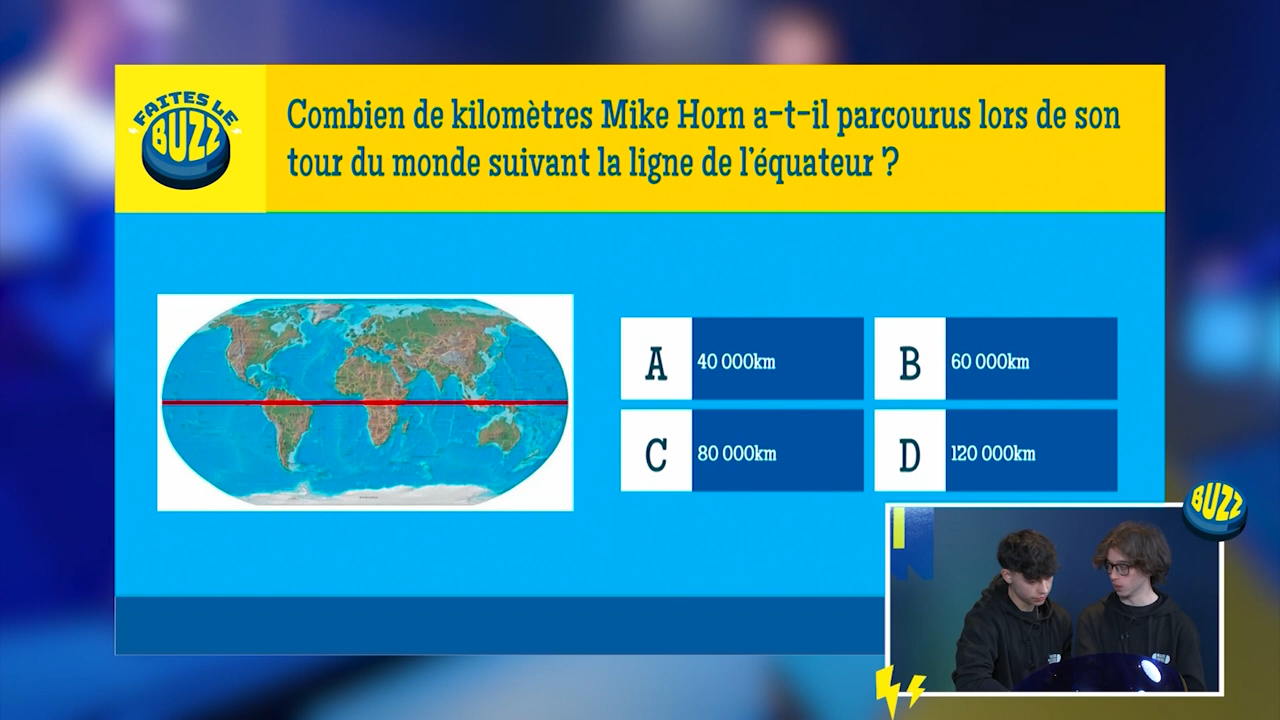 FAITES LE
BUZZ
Combien de kilomètres Mike Horn a-t-il parcourus lors de son
tour du monde suivant la ligne de l'équateur ?
A 40 000km
B 60 000km
C 80 000km
D 120 000km
BUZZ